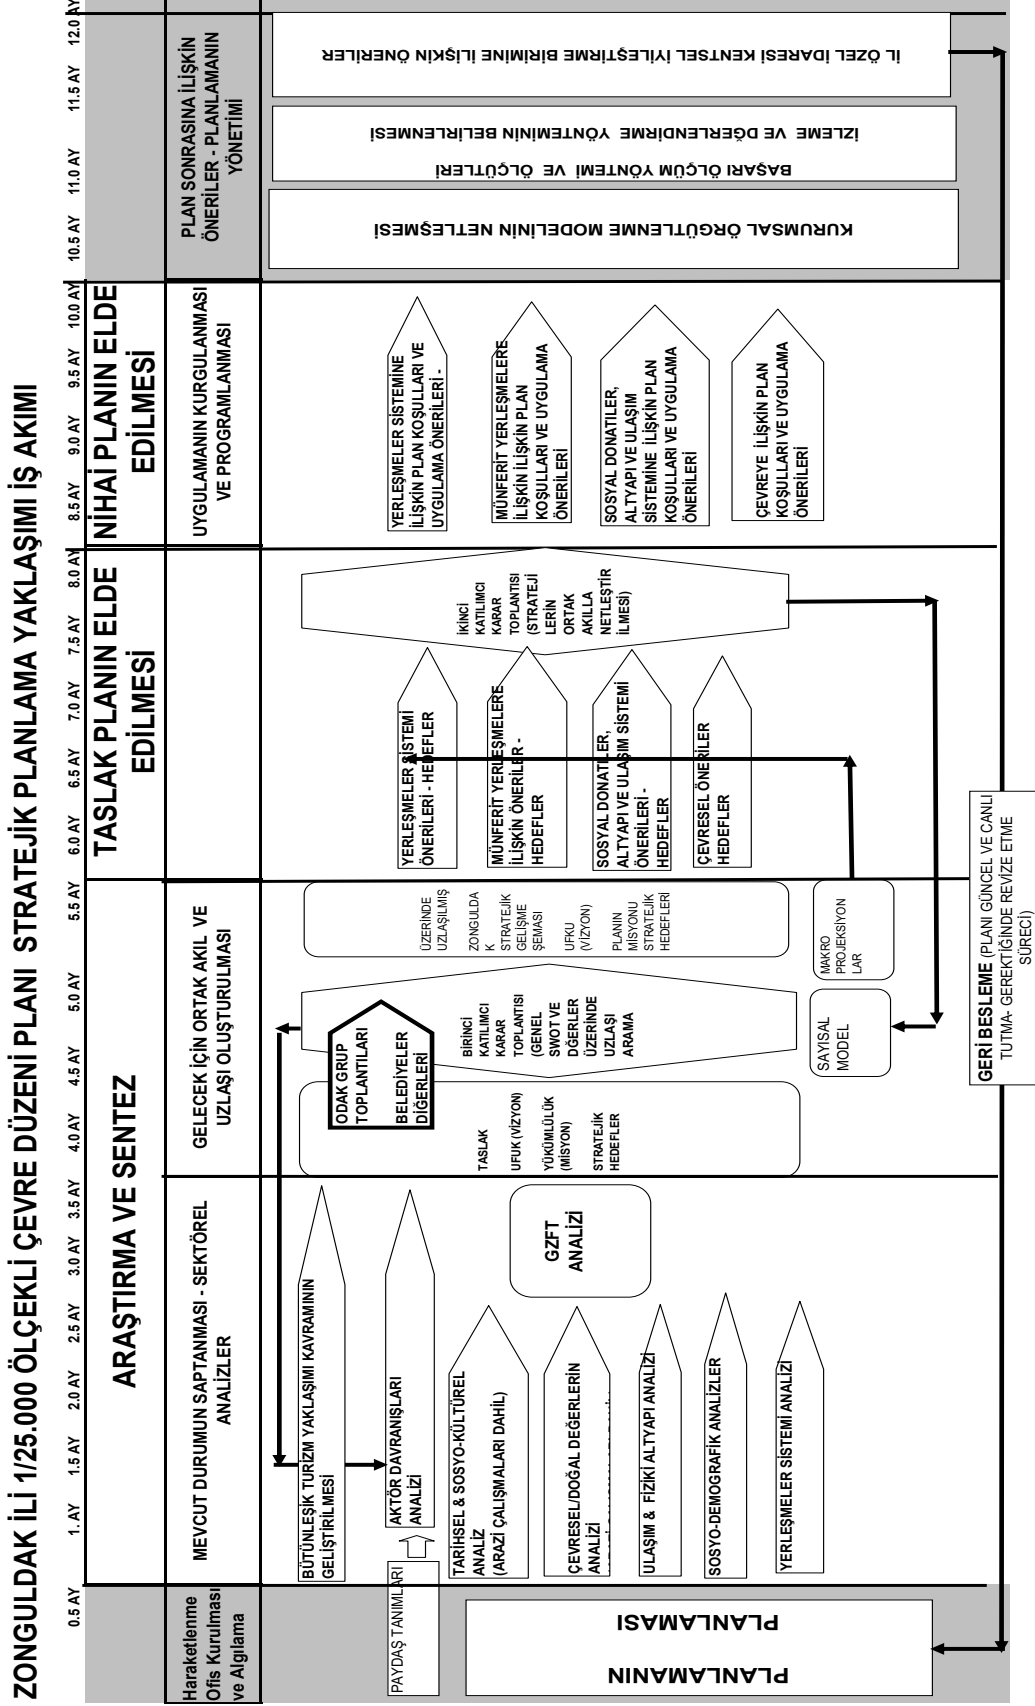 ZONGULDAK İLİ 1/25.000 ÖLÇEKLİ ÇEVRE DÜZENİ PLANI STRATEJİK PLANLAMA YAKLAŞIMI İŞ AKIMI
0.5 AY
1. AY
1.5 AY
2.0 AY
2.5 AY
3.0 AY
3.5 AY
4.0 AY
4.5 AY
5.0 AY
5.5 AY
6.0 AY
6.5 AY
7.0 AY
7.5 AY
8.0 AY
8.5 AY
9.0 AY
9.5 AY
10.0 AY
10.5 AY
11.0 AY
11.5 AY
12.0 AY
ARAŞTIRMA VE SENTEZ
TASLAK PLANIN ELDE
EDİLMESİ
NİHAİ PLANIN ELDE
EDİLMESİ
Haraketlenme
Ofis Kurulması
ve Algılama
MEVCUT DURUMUN SAPTANMASI - SEKTÖREL
ANALİZLER
GELECEK İÇİN ORTAK AKIL VE
UZLAŞI OLUŞTURULMASI
UYGULAMANIN KURGULANMASI
VE PROGRAMLANMASI
PLAN SONRASINA İLİŞKİN
ÖNERİLER - PLANLAMANIN
YÖNETİMİ
PAYDAŞ TANIMLARI
PLANLAMANIN
PLANLAMASI
BÜTÜNLEŞİK TURİZM YAKLAŞIMI KAVRAMININ
GELİŞTİRİLMESİ
AKTÖR DAVRANIŞLARI
ANALİZİ
TARİHSEL & SOSYO-KÜLTÜREL
ANALİZ
(ARAZİ ÇALIŞMALARI DAHİL)
ÇEVRESEL/DOĞAL DEĞERLERİN
ANALİZİ
ULAŞIM & FİZİKİ ALTYAPI ANALİZİ
SOSYO-DEMOGRAFİK ANALİZLER
YERLEŞMELER SİSTEMİ ANALİZİ
GZFT
ANALİZİ
TASLAK
UFUK (VİZYON)
YÜKÜMLÜLÜK
(MİSYON)
STRATEJİK
HEDEFLER
ODAK GRUP
TOPLANTILARI
BELEDİYELER
DİĞERLERİ
BİRİNCİ
KATILIMCI
KARAR
TOPLANTISI
(GENEL
SWOT VE
DĞERLER
ÜZERİNDE
UZLAŞI
ARAMA
SAYISAL
MODEL
ÜZERİNDE
UZLAŞILMIŞ
ZONGULDA
K
STRATEJİK
GELİŞME
ŞEMASI
UFKU
(VİZYON)
PLANIN
MİSYONU
STRATEJİK
HEDEFLERİ
MAKRO
PROJEKSİYON
LAR
YERLEŞMELER SİSTEMİ
ÖNERİLERİ - HEDEFLER
MÜNFERİT YERLEŞMELERE
İLİŞKİN ÖNERİLER -
HEDEFLER
SOSYAL DONATILER,
ALTYAPI VE ULAŞIM SİSTEMİ
ÖNERİLERİ -
HEDEFLER
ÇEVRESEL ÖNERİLER
HEDEFLER
İKİNCİ
KATILIMCI
KARAR
TOPLANTISI
(STRATEJİ
LERİN
ORTAK
AKILLA
NETLEŞTİR
İLMESİ)
YERLEŞMELER SİSTEMİNE
İLİŞKİN PLAN KOŞULLARI VE
UYGULAMA ÖNERİLERİ -
MÜNFERİT YERLEŞMELERE
İLİŞKİN İLİŞKİN PLAN
KOŞULLARI VE UYGULAMA
ÖNERİLERİ
SOSYAL DONATILER,
ALTYAPI VE ULAŞIM
SİSTEMİNE İLİŞKİN PLAN
KOŞULLARI VE UYGULAMA
ÖNERİLERİ
ÇEVREYE İLİŞKİN PLAN
KOŞULLARI VE UYGULAMA
ÖNERİLERİ
KURUMSAL ÖRGÜTLENME MODELININ NETLEŞMESİ
BAŞARI ÖLÇÜM YÖNTEMİ VE ÖLÇÜTLERİ
İZLEME VE DĞERLENDIRME YÖNTEMININ BELIRLENMESİ
İL ÖZEL İDARESİ KENTSEL İYİLEŞTİRME BİRİMİNE İLİŞKİN ÖNERİLER
GERİ BESLEME (PLANI GÜNCEL VE CANLI
TUTMA- GEREKTİĞİNDE REVİZE ETME
SÜRECİ)